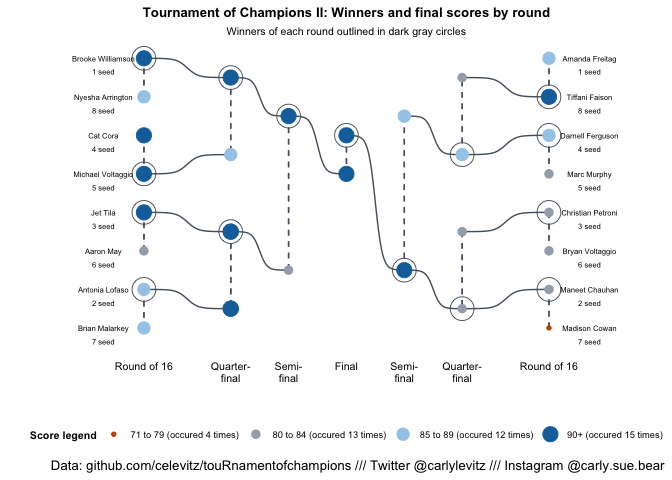 Tournament of Champions II: Winners and final scores by round
Winners of each round outlined in dark gray circles
Brooke Williamson
1 seed
Nyesha Arrington
8 seed
Cat Cora
4 seed
Michael Voltaggio
5 seed
Jet Tila
3 seed
Aaron May
6 seed
Antonia Lofaso
2 seed
Brian Malarkey
7 seed
Amanda Freitag
1 seed
Tiffani Faison
8 seed
Darnell Ferguson
4 seed
Marc Murphy
5 seed
Christian Petroni
3 seed
Bryan Voltaggio
6 seed
Maneet Chauhan
2 seed
Madison Cowan
7 seed
Round of 16
Quarter-
final
Semi-
final
Final
Semi-
final
Quarter-
final
Round of 16
Score legend 71 to 79 (occured 4 times) 80 to 84 (occured 13 times) 85 to 89 (occured 12 times) 90+ (occured 15 times)
Data: github.com/celevitz/touRnamentofchampions /// Twitter @carlylevitz /// Instagram @carly.sue.bear